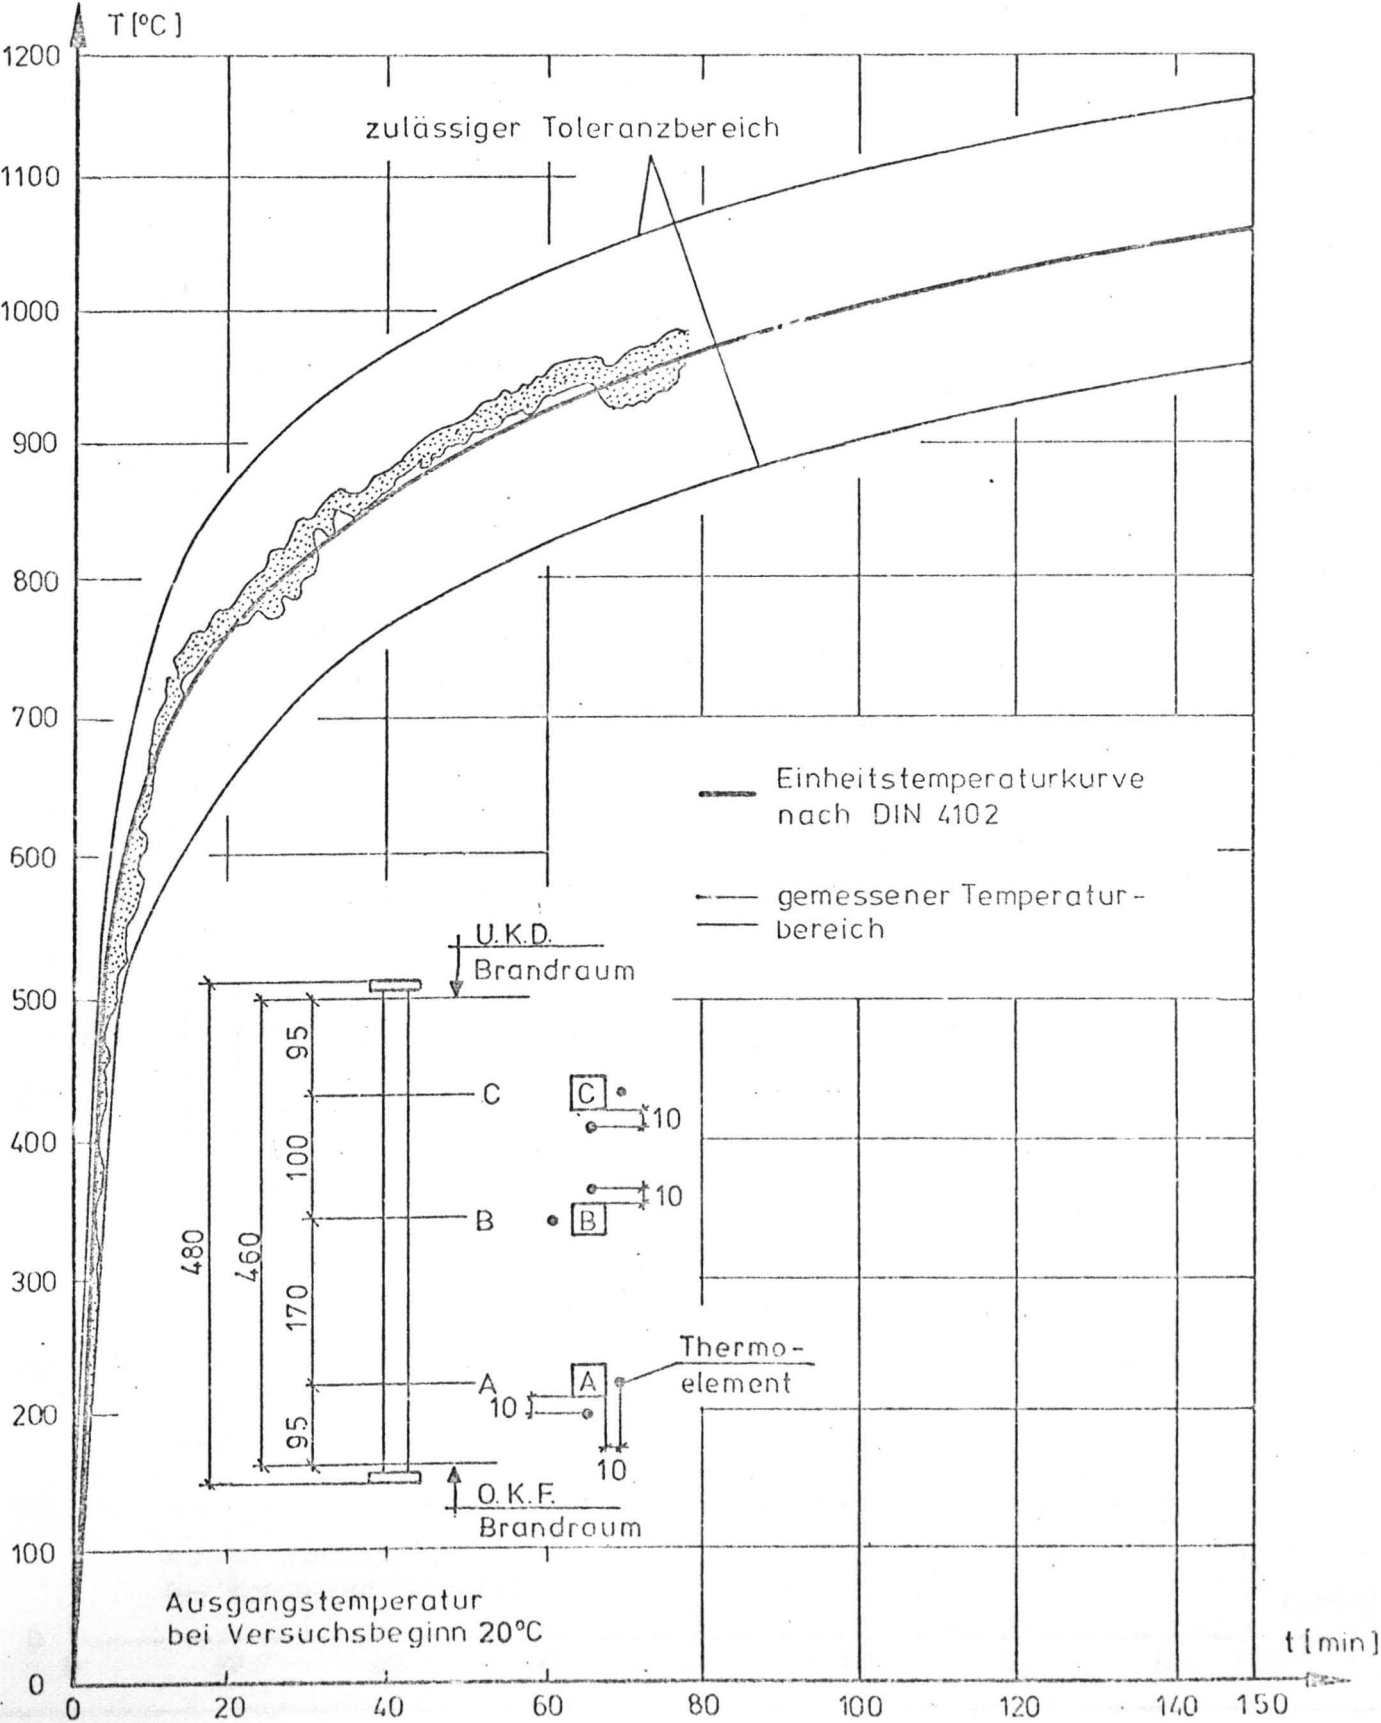 T [°C]
1200
zulässiger Toleranzbereich
1100
1000
900
800
700
Einheitstemperaturkurve
nach DIN 4102
600
gemessener Temperatur-
bereich
U.K.D.
Brandraum
500
95
C
C
10
400
100
10
B
B
480
460
300
170
Thermo-
element
A
A
10
200
95
10
O.K.F.
Brandraum
100
Ausgangstemperatur
bei Versuchsbeginn 20°C
t [min]
0
0 20 40 60 80 100 120 140 150